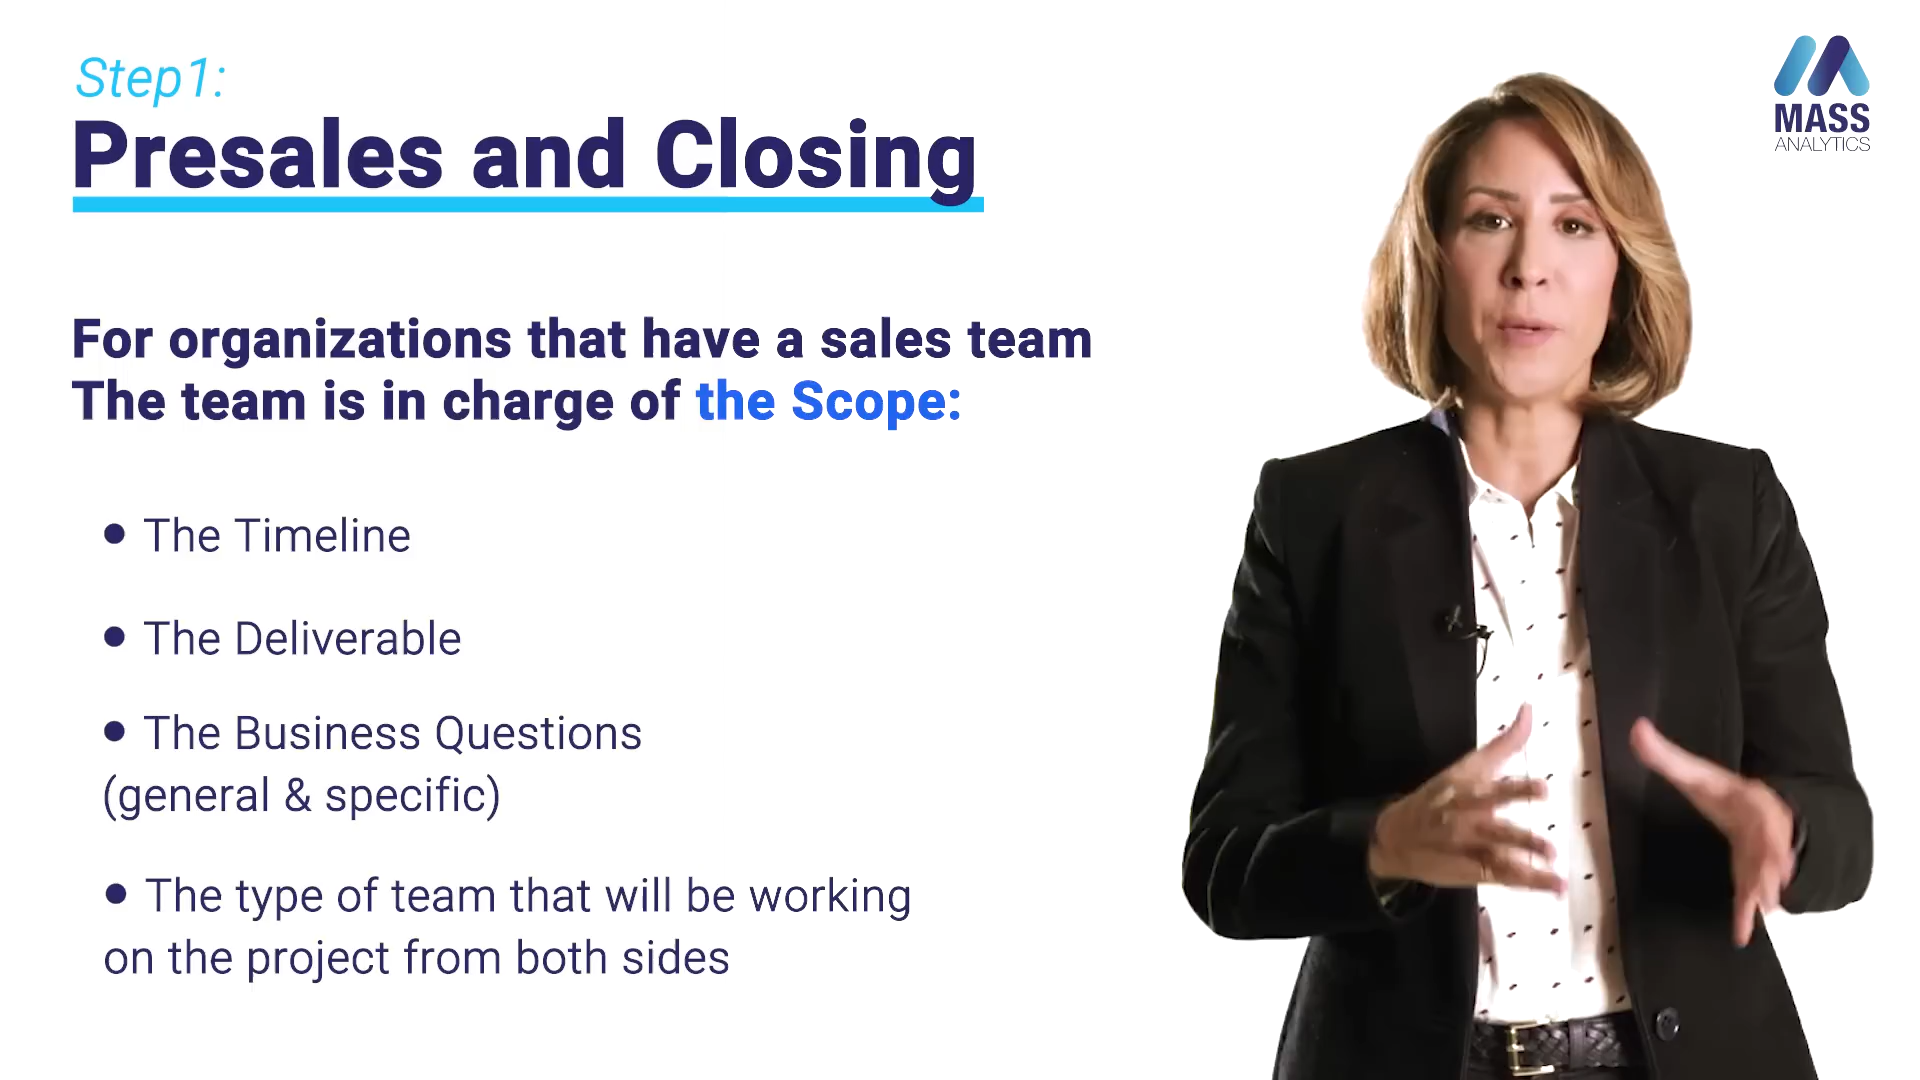 Step1:
Presales and Closing
MASS
ANALYTICS
For organizations that have a sales team
The team is in charge of the Scope:
• The Timeline
• The Deliverable
• The Business Questions
(general & specific)
• The type of team that will be working
on the project from both sides